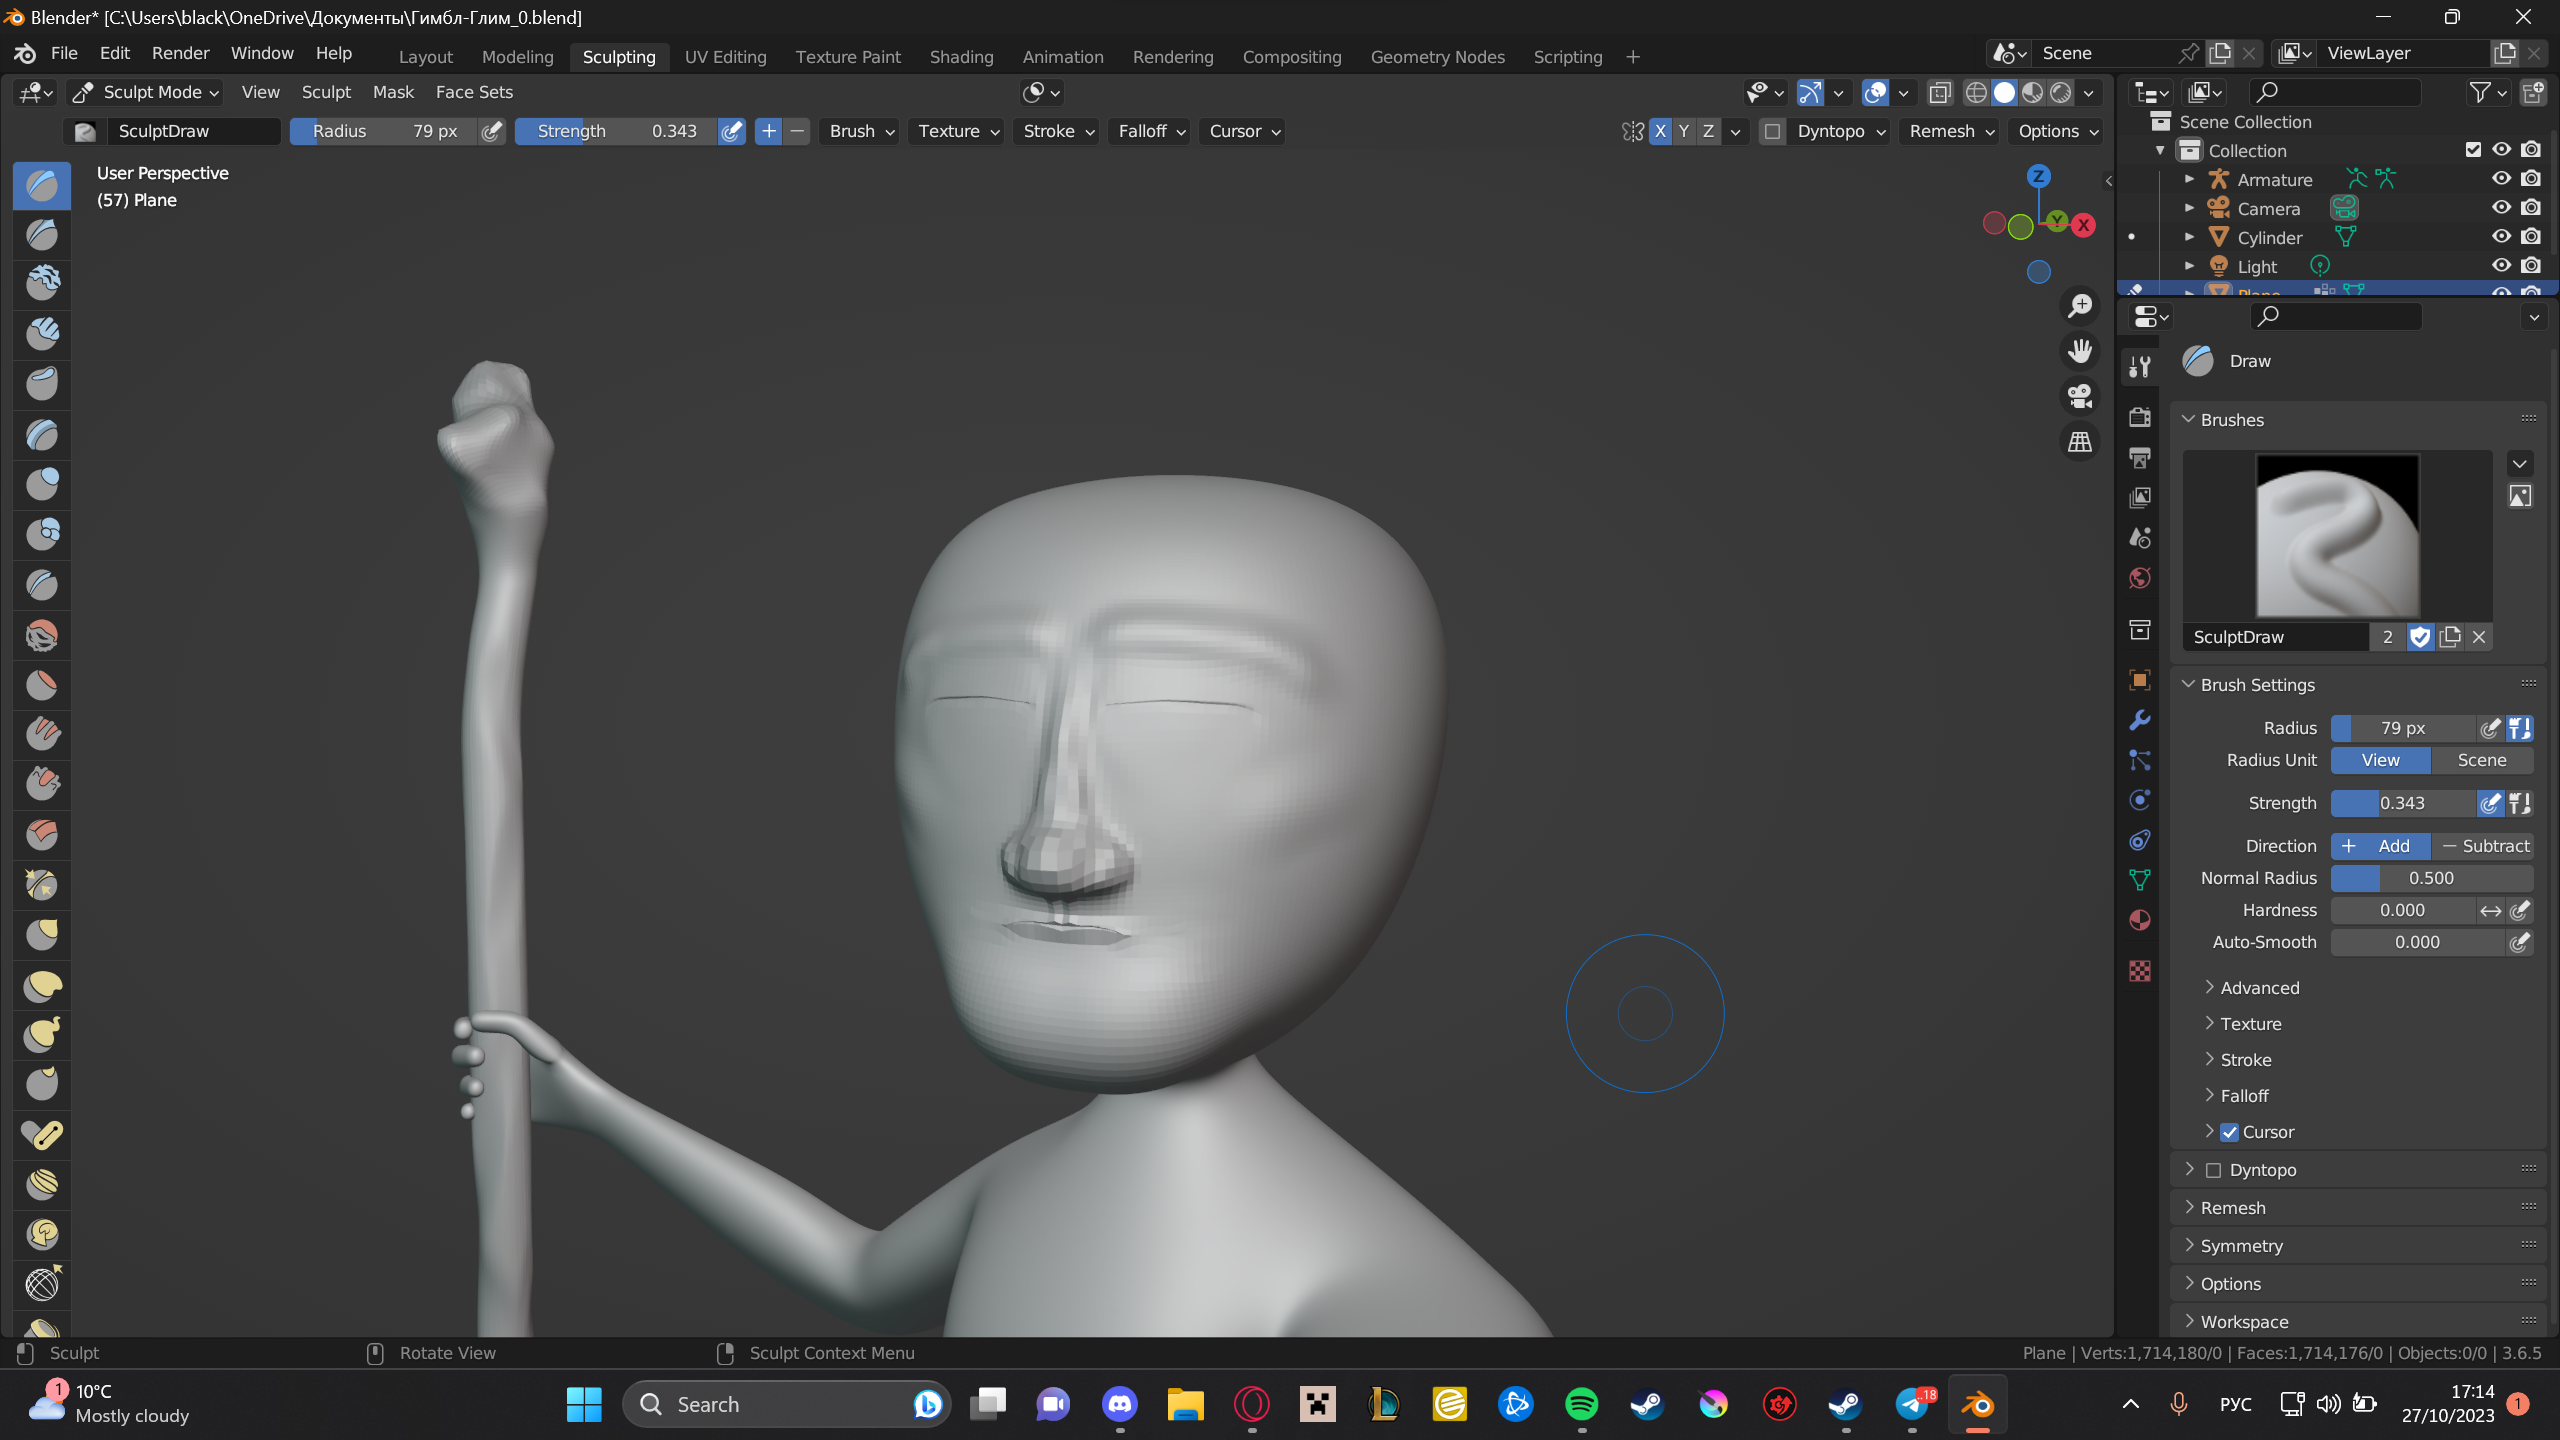 Blender* [C:\Users\black\OneDrive\Документы\Гимбл-Глим_0.blend]
File Edit Render Window Help Layout Modeling Sculpting UV Editing Texture Paint Shading Animation Rendering Compositing Geometry Nodes Scripting + Scene ViewLayer
Sculpt Mode View Sculpt Mask Face Sets
SculptDraw Radius 79 px Strength 0.343 + − Brush Texture Stroke Falloff Cursor X Y Z Dyntopo Remesh Options
User Perspective
(57) Plane
Z
Y
X
Scene Collection
Collection
Armature
Camera
Cylinder
Light
Plane
Draw
Brushes
SculptDraw 2
Brush Settings
Radius 79 px
Radius Unit View Scene
Strength 0.343
Direction + Add − Subtract
Normal Radius 0.500
Hardness 0.000
Auto-Smooth 0.000
Advanced
Texture
Stroke
Falloff
Cursor
Dyntopo
Remesh
Symmetry
Options
Workspace
Sculpt Rotate View Sculpt Context Menu Plane | Verts:1,714,180/0 | Faces:1,714,176/0 | Objects:0/0 | 3.6.5
1
10°C
Mostly cloudy
Search
18
РУС
17:14
27/10/2023
1